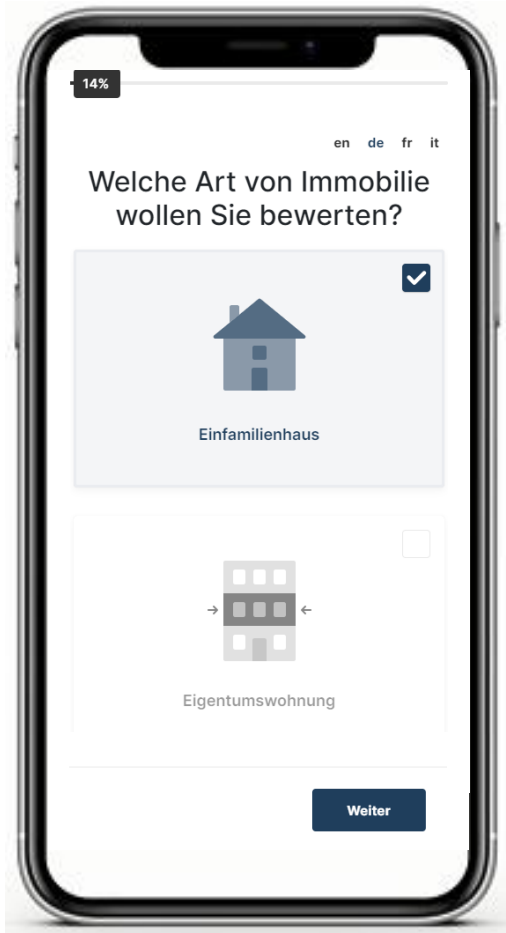 14%
en de fr it
Welche Art von Immobilie
wollen Sie bewerten?
Einfamilienhaus
Eigentumswohnung
Weiter